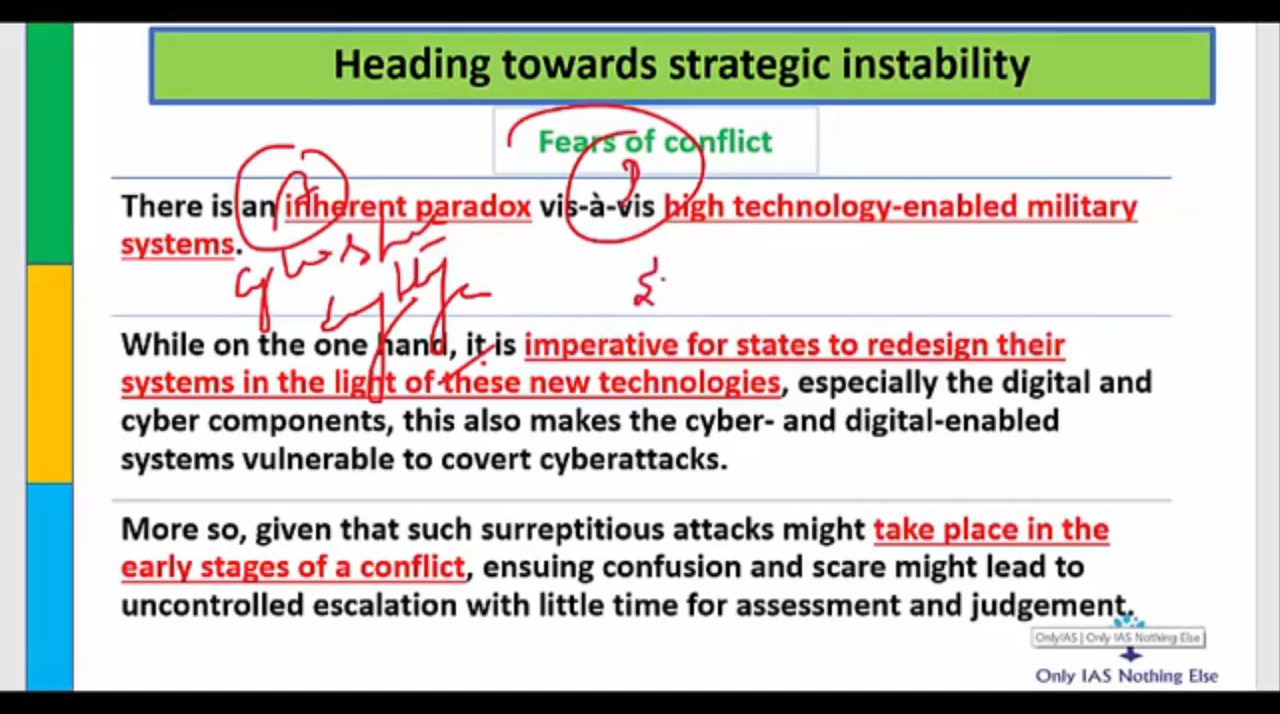 Heading towards strategic instability
Fears of conflict
There is an inherent paradox vis-à-vis high technology-enabled military
systems.
While on the one hand, it is imperative for states to redesign their
systems in the light of these new technologies, especially the digital and
cyber components, this also makes the cyber- and digital-enabled
systems vulnerable to covert cyberattacks.
More so, given that such surreptitious attacks might take place in the
early stages of a conflict, ensuing confusion and scare might lead to
uncontrolled escalation with little time for assessment and judgement.
OnlyIAS | Only IAS Nothing Else
Only IAS Nothing Else